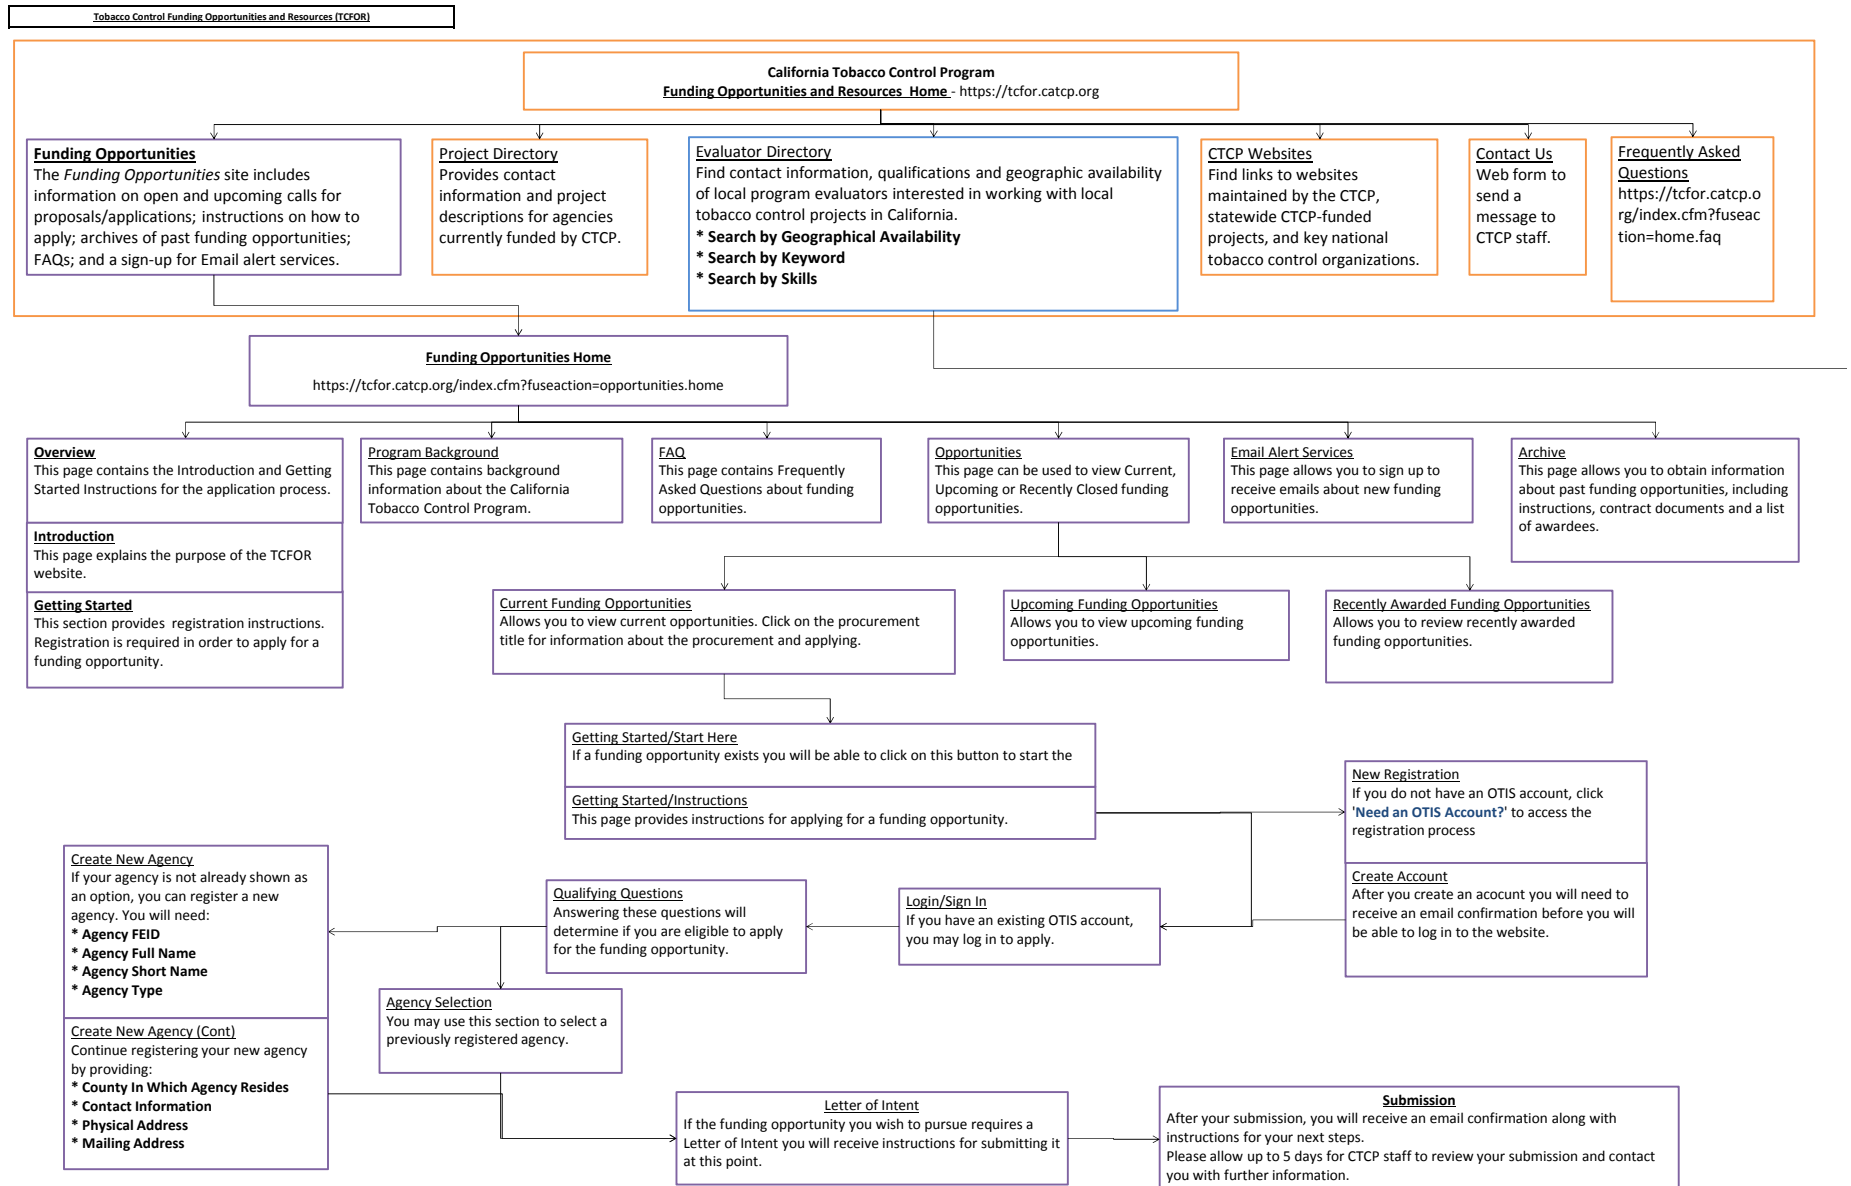 Tobacco Control Funding Opportunities and Resources (TCFOR)
California Tobacco Control Program
Funding Opportunities and Resources Home - https://tcfor.catcp.org
Funding Opportunities
The Funding Opportunities site includes
information on open and upcoming calls for
proposals/applications; instructions on how to
apply; archives of past funding opportunities;
FAQs; and a sign-up for Email alert services.
Project Directory
Provides contact
information and project
descriptions for agencies
currently funded by CTCP.
Evaluator Directory
Find contact information, qualifications and geographic availability
of local program evaluators interested in working with local
tobacco control projects in California.
* Search by Geographical Availability
* Search by Keyword
* Search by Skills
CTCP Websites
Find links to websites
maintained by the CTCP,
statewide CTCP-funded
projects, and key national
tobacco control organizations.
Contact Us
Web form to
send a
message to
CTCP staff.
Frequently Asked
Questions
https://tcfor.catcp.o
rg/index.cfm?fuseac
tion=home.faq
Funding Opportunities Home
https://tcfor.catcp.org/index.cfm?fuseaction=opportunities.home
Overview
This page contains the Introduction and Getting
Started Instructions for the application process.
Introduction
This page explains the purpose of the TCFOR
website.
Getting Started
This section provides registration instructions.
Registration is required in order to apply for a
funding opportunity.
Program Background
This page contains background
information about the California
Tobacco Control Program.
FAQ
This page contains Frequently
Asked Questions about funding
opportunities.
Opportunities
This page can be used to view Current,
Upcoming or Recently Closed funding
opportunities.
Email Alert Services
This page allows you to sign up to
receive emails about new funding
opportunities.
Archive
This page allows you to obtain information
about past funding opportunities, including
instructions, contract documents and a list
of awardees.
Current Funding Opportunities
Allows you to view current opportunities. Click on the procurement
title for information about the procurement and applying.
Upcoming Funding Opportunities
Allows you to view upcoming funding
opportunities.
Recently Awarded Funding Opportunities
Allows you to review recently awarded
funding opportunities.
Getting Started/Start Here
If a funding opportunity exists you will be able to click on this button to start the
Getting Started/Instructions
This page provides instructions for applying for a funding opportunity.
New Registration
If you do not have an OTIS account, click
'Need an OTIS Account?' to access the
registration process
Create Account
After you create an acount you will need to
receive an email confirmation before you will
be able to log in to the website.
Login/Sign In
If you have an existing OTIS account,
you may log in to apply.
Qualifying Questions
Answering these questions will
determine if you are eligible to apply
for the funding opportunity.
Create New Agency
If your agency is not already shown as
an option, you can register a new
agency. You will need:
* Agency FEID
* Agency Full Name
* Agency Short Name
* Agency Type
Create New Agency (Cont)
Continue registering your new agency
by providing:
* County In Which Agency Resides
* Contact Information
* Physical Address
* Mailing Address
Agency Selection
You may use this section to select a
previously registered agency.
Letter of Intent
If the funding opportunity you wish to pursue requires a
Letter of Intent you will receive instructions for submitting it
at this point.
Submission
After your submission, you will receive an email confirmation along with
instructions for your next steps.
Please allow up to 5 days for CTCP staff to review your submission and contact
you with further information.